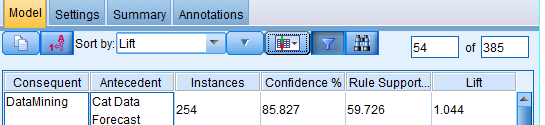 Model Settings Summary Annotations
Sort by: Lift 54 of 385
Consequent Antecedent Instances Confidence % Rule Support... Lift
DataMining Cat Data 254 85.827 59.726 1.044
Forecast